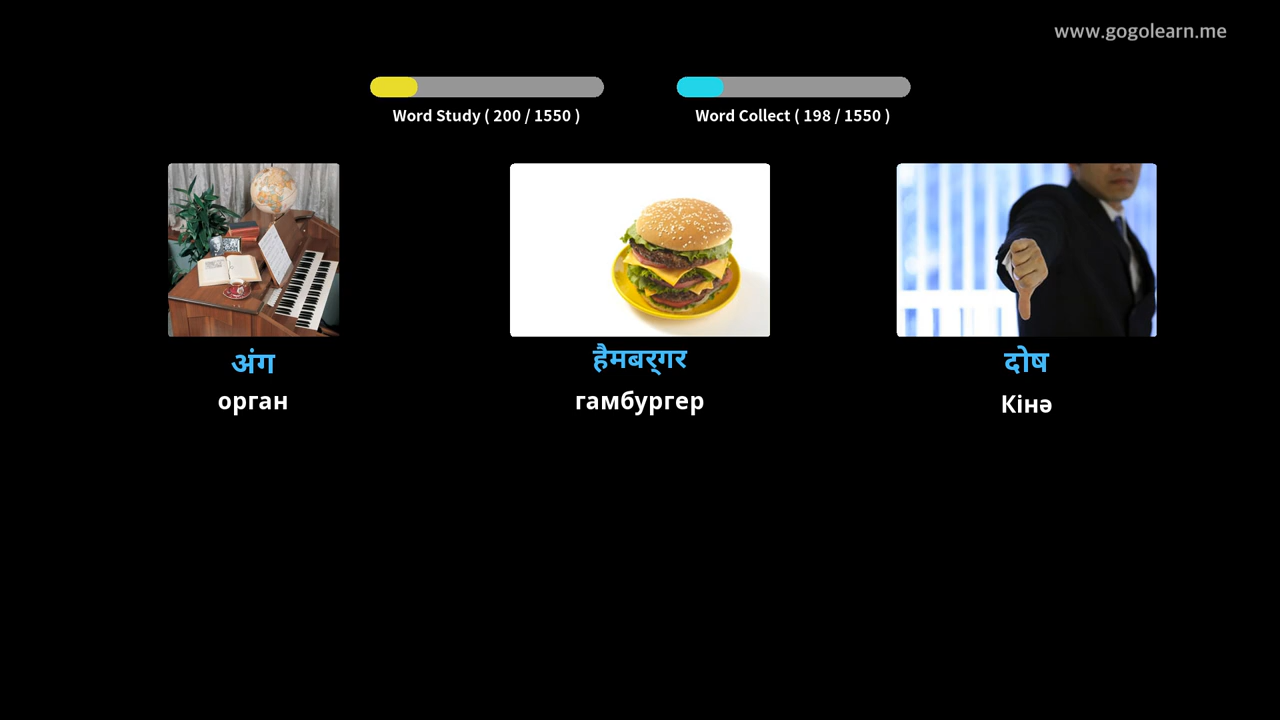 www.gogolearn.me
Word Study ( 200 / 1550 )
Word Collect ( 198 / 1550 )
अंग
हैमबर्‌गर
दोष
орган
гамбургер
Кінә